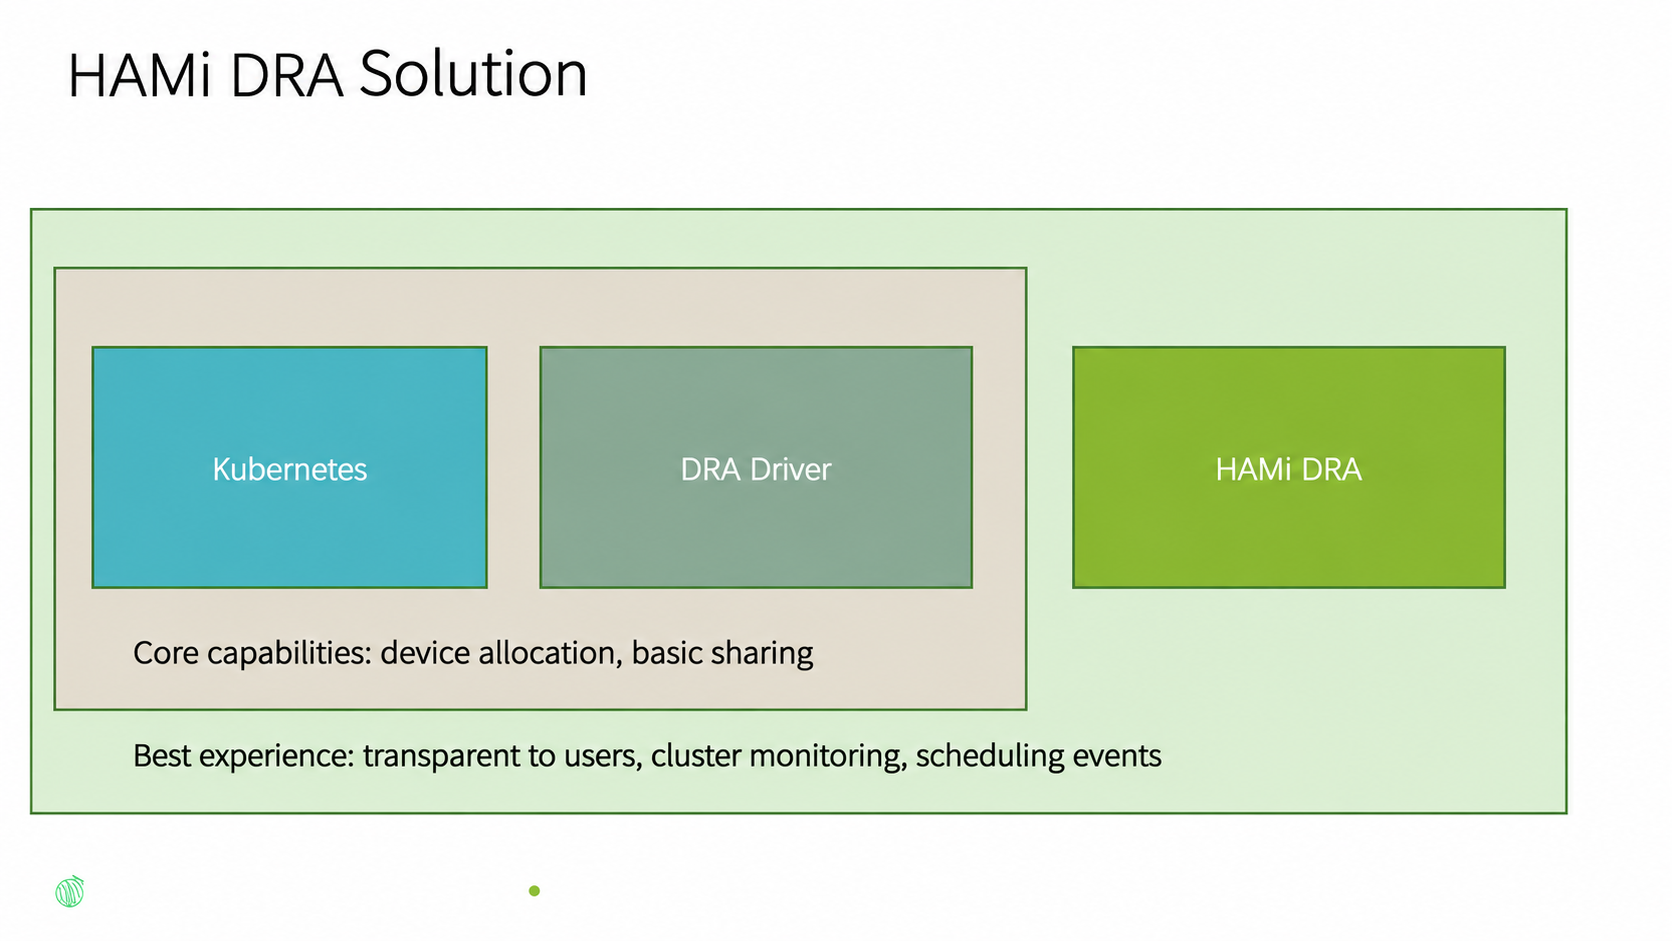 HAMi DRA Solution
Kubernetes
DRA Driver
HAMi DRA
Core capabilities: device allocation, basic sharing
Best experience: transparent to users, cluster monitoring, scheduling events